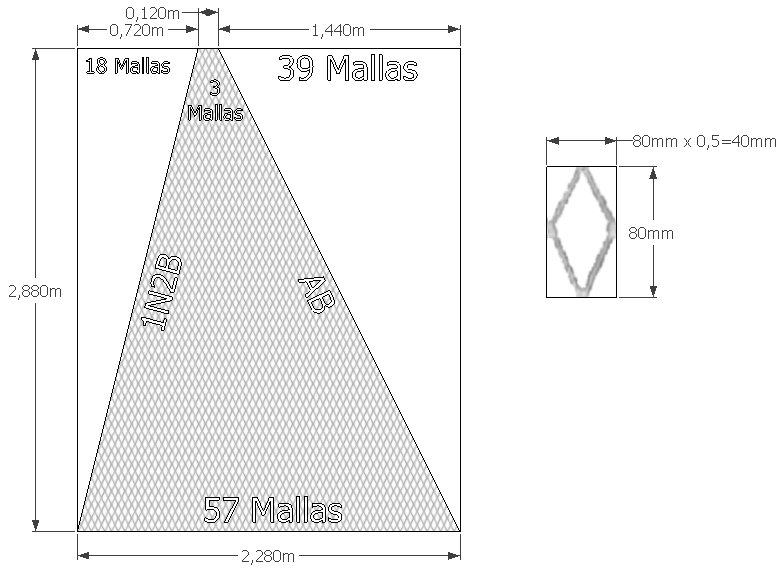 0,120m
0,720m
1,440m
18 Mallas
39 Mallas
3
Mallas
80mm x 0,5=40mm
80mm
1N2B
AB
2,880m
57 Mallas
2,280m